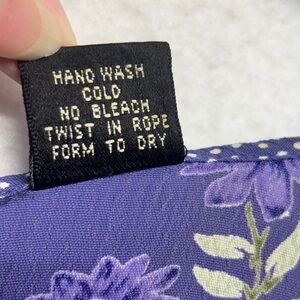 HAND WASH
COLD
NO BLEACH
TWIST IN ROPE
FORM TO DRY